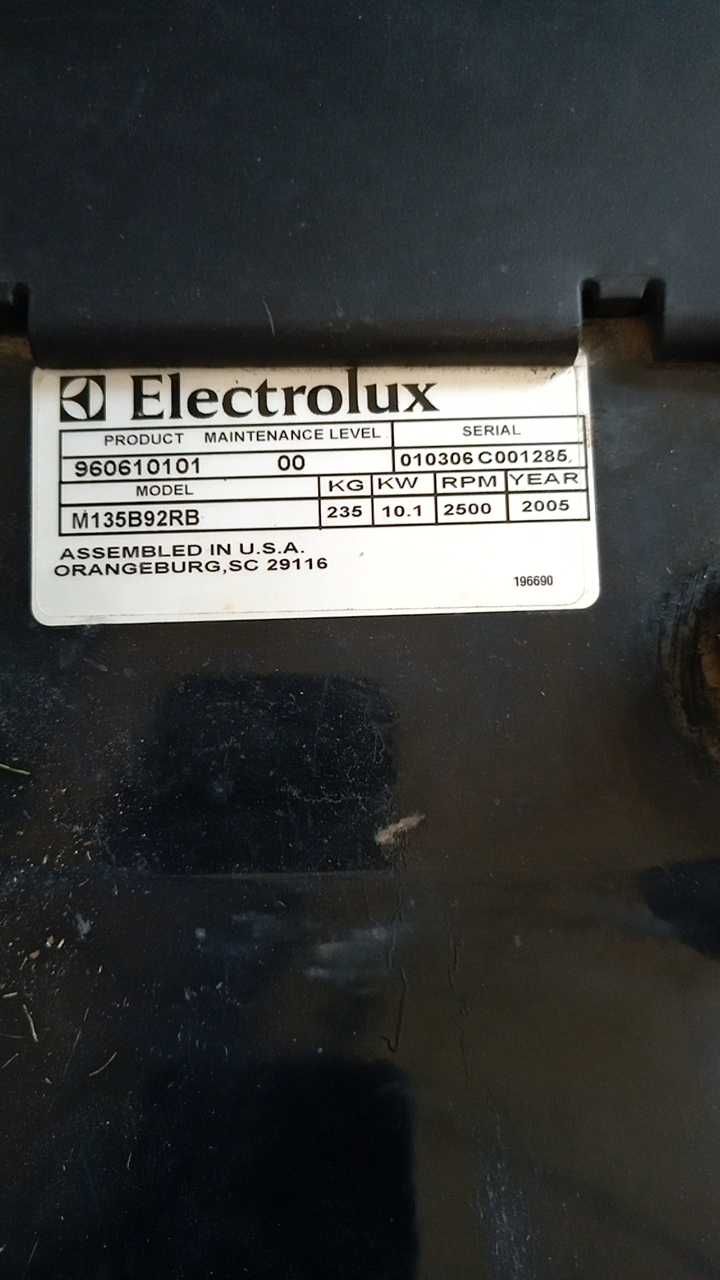 Electrolux
PRODUCT MAINTENANCE LEVEL SERIAL
960610101 00 010306 C001285
MODEL KG KW RPM YEAR
M135B92RB 235 10.1 2500 2005
ASSEMBLED IN U.S.A.
ORANGEBURG,SC 29116
196690